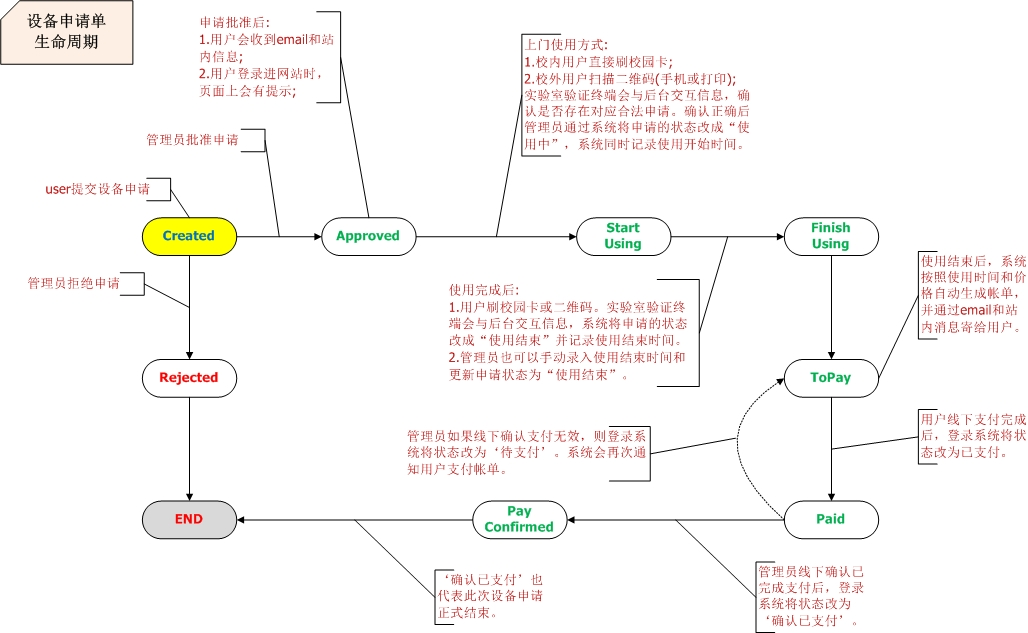 设备申请单
生命周期
申请批准后:
1.用户会收到email和站
内信息;
2.用户登录进网站时，
页面上会有提示;
上门使用方式:
1.校内用户直接刷校园卡;
2.校外用户扫描二维码(手机或打印);
实验室验证终端会与后台交互信息，确
认是否存在对应合法申请。确认正确后
管理员通过系统将申请的状态改成“使
用中”，系统同时记录使用开始时间。
管理员批准申请
user提交设备申请
Created
Approved
Start
Using
Finish
Using
管理员拒绝申请
使用完成后:
1.用户刷校园卡或二维码。实验室验证终
端会与后台交互信息，系统将申请的状态
改成“使用结束”并记录使用结束时间。
2.管理员也可以手动录入使用结束时间和
更新申请状态为“使用结束”。
使用结束后，系统
按照使用时间和价
格自动生成帐单，
并通过email和站
内消息寄给用户。
Rejected
ToPay
管理员如果线下确认支付无效，则登录系
统将状态改为‘待支付’。系统会再次通
知用户支付帐单。
用户线下支付完成
后，登录系统将状
态改为已支付。
END
Pay
Confirmed
Paid
‘确认已支付’也
代表此次设备申请
正式结束。
管理员线下确认已
完成支付后，登录
系统将状态改为
‘确认已支付’。